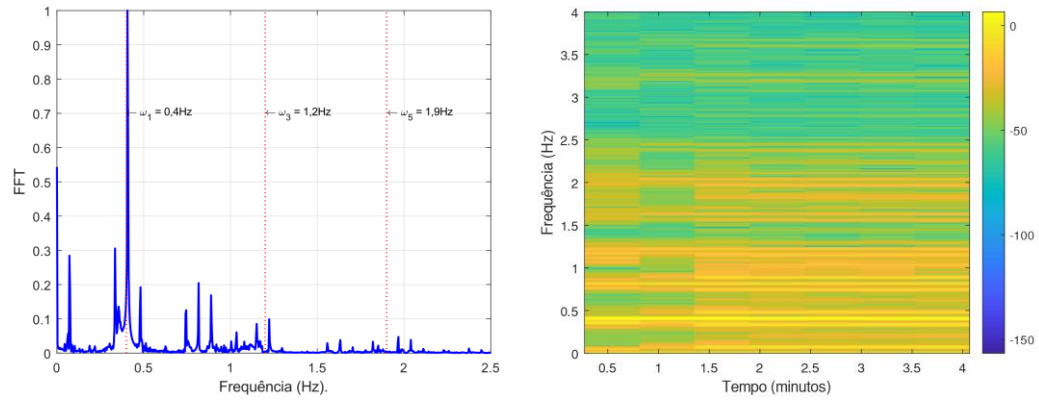 1
0.9
0.8
0.7
0.6
0.5
0.4
0.3
0.2
0.1
0
FFT
← ω1 = 0,4Hz
← ω3 = 1,2Hz
← ω5 = 1,9Hz
0 0.5 1 1.5 2 2.5
Frequência (Hz).
4
3.5
3
2.5
2
1.5
1
0.5
0
Frequência (Hz)
0.5 1 1.5 2 2.5 3 3.5 4
Tempo (minutos)
0
-50
-100
-150